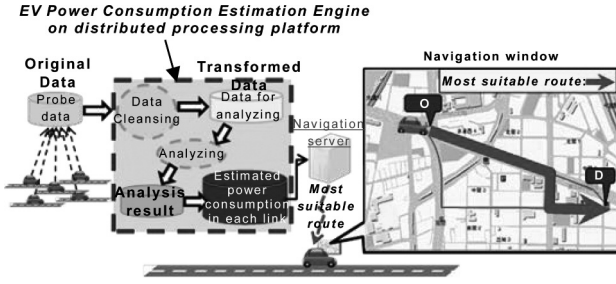 EV Power Consumption Estimation Engine
on distributed processing platform
Original
Data
Probe
data
Data
Cleansing
Transformed
Data
Data for
analyzing
Analyzing
Analysis
result
Estimated
power
consumption
in each link
Navigation
server
Most
suitable
route
Navigation window
Most suitable route:
O
D